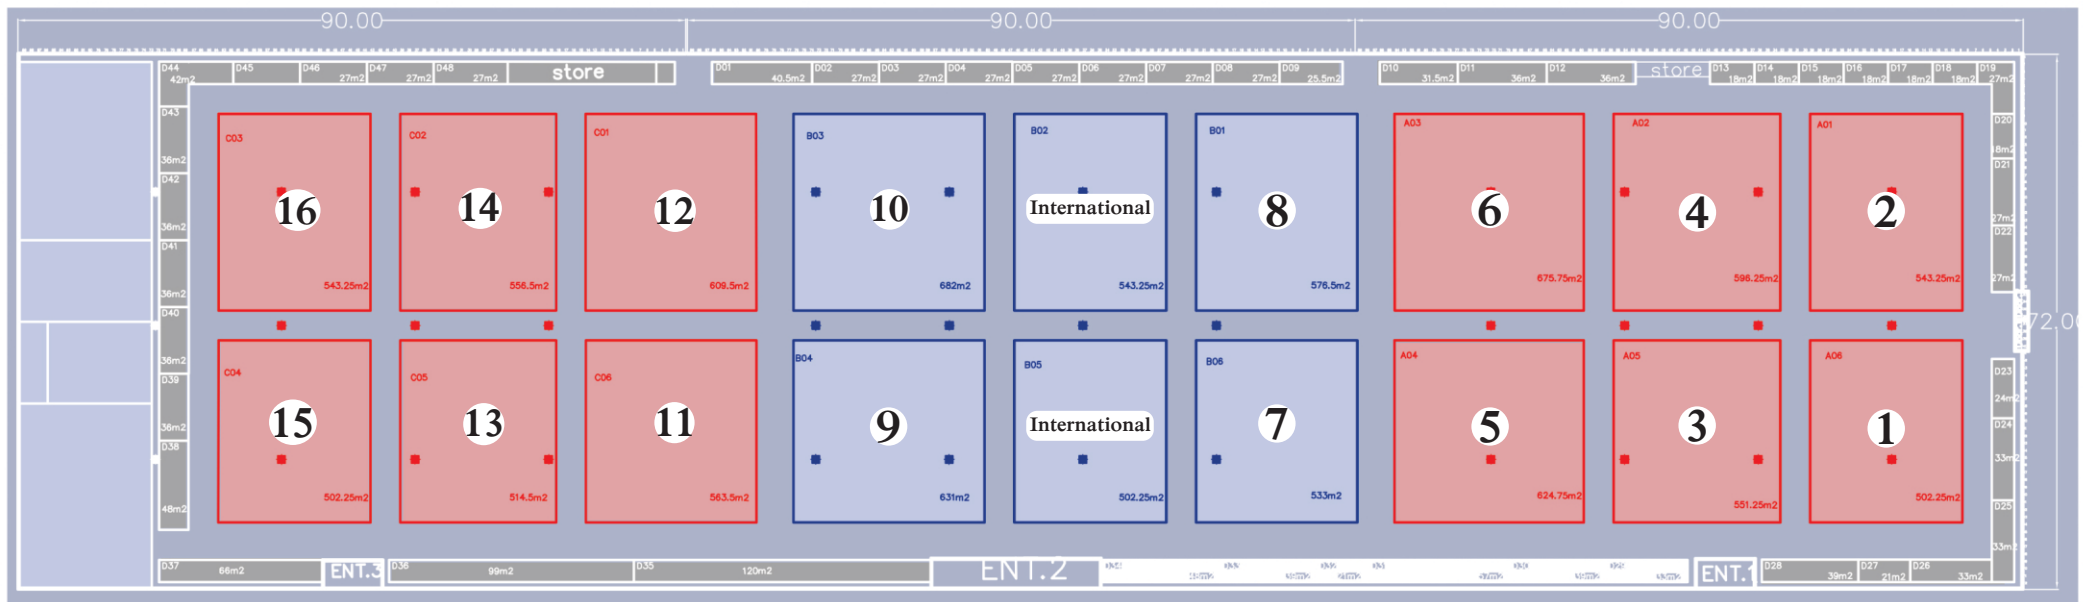 90.00 90.00 90.00
D44 D45 D46 D47 D48 store D01 D02 D03 D04 D05 D06 D07 D08 D09 D10 D11 D12 store D13 D14 D15 D16 D17 D18 D19
42m2 27m2 27m2 27m2 40.5m2 27m2 27m2 27m2 27m2 27m2 27m2 27m2 25.5m2 31.5m2 36m2 36m2 18m2 18m2 18m2 18m2 18m2 18m2 27m2
D43 C03 C02 C01 B03 B02 B01 A03 A02 A01 D20
36m2 18m2
D42 D21
16 14 12 10 International 8 6 4 2
36m2 27m2
D41 D22
543.25m2 556.5m2 609.5m2 682m2 543.25m2 576.5m2 675.75m2 596.25m2 543.25m2
36m2 27m2
D40 72.00
36m2 C04 C05 C06 B04 B05 B06 A04 A05 A06
D39 D23
24m2
15 13 11 9 International 7 5 3 1
36m2 D24
D38 33m2
502.25m2 514.5m2 563.5m2 631m2 502.25m2 533m2 624.75m2 551.25m2 502.25m2
48m2 D25
33m2
D37 66m2 ENT.3 D36 99m2 D35 120m2 ENT.2 ENT.1 D28 39m2 D27 21m2 D26 33m2